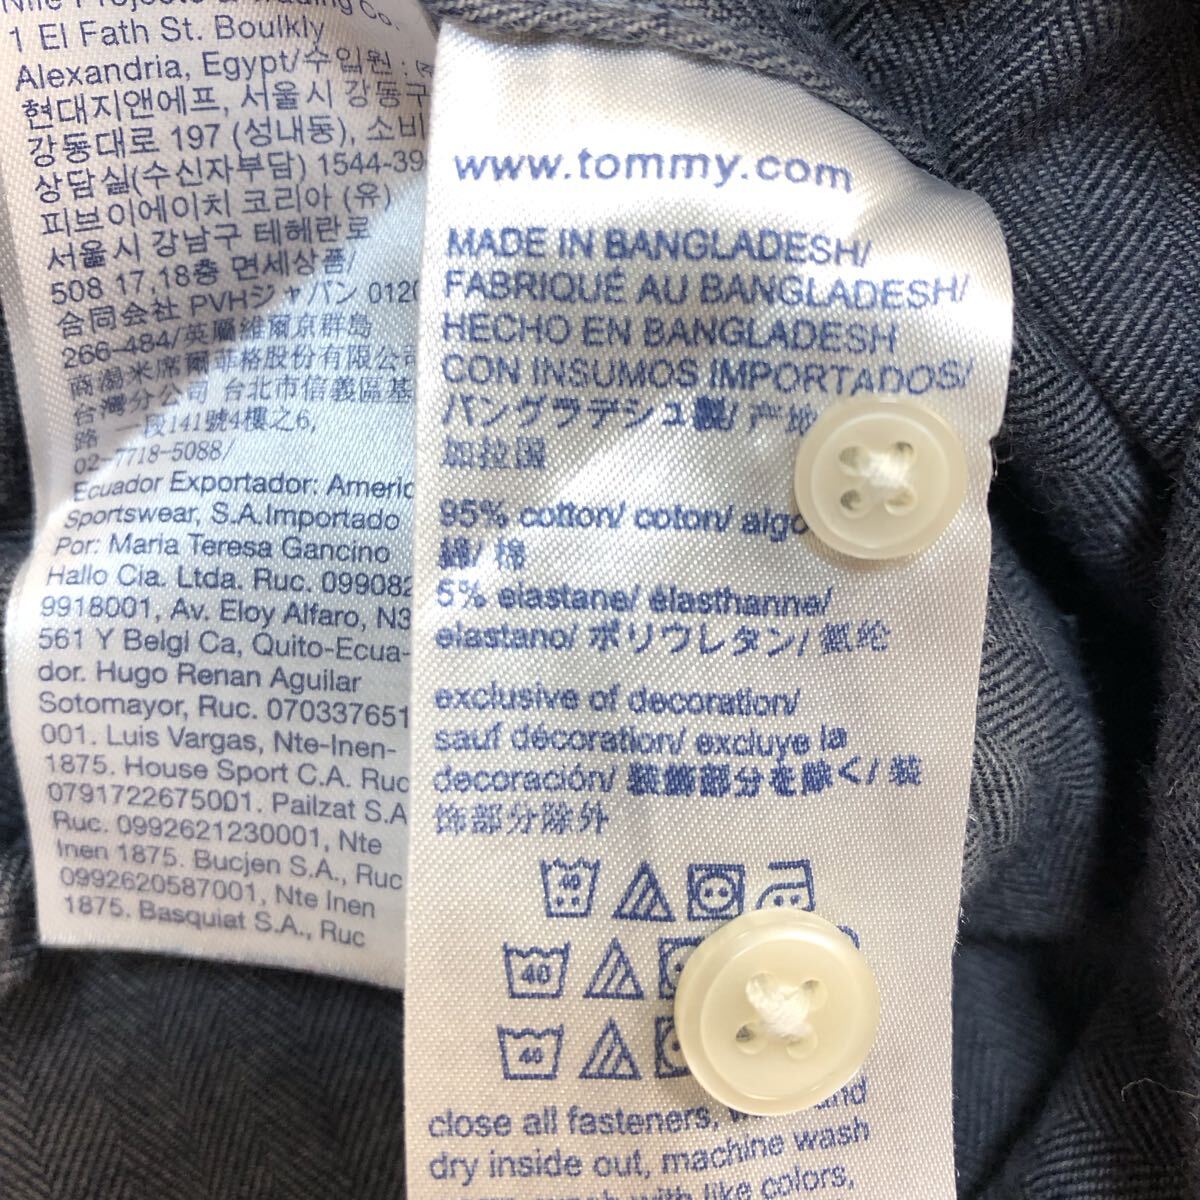 1 El Fath St. Boulkly
Alexandria, Egypt/수입원 :
현대지앤에프, 서울시 강동구
강동대로 197 (성내동), 소비
상담실(수신자부담) 1544-39
피브이에이치 코리아 (유)
서울시 강남구 테헤란로
508 17,18층 면세상품/
合同会社 PVHジャパン 0120
266-484/英屬維爾京群島
商湯米席爾菲格股份有限公司
台灣分公司 台北市信義區基
路 一段141號4樓之6,
02-7718-5088/
Ecuador Exportador: Americ
Sportswear, S.A.Importado
Por: Maria Teresa Gancino
Hallo Cia. Ltda. Ruc. 099082
9918001, Av. Eloy Alfaro, N3
561 Y Belgi Ca, Quito-Ecua-
dor. Hugo Renan Aguilar
Sotomayor, Ruc. 070337651
001. Luis Vargas, Nte-Inen-
1875. House Sport C.A. Ruc
0791722675001. Pailzat S.A
Ruc. 0992621230001, Nte
Inen 1875. Bucjen S.A., Ruc
0992620587001, Nte Inen
1875. Basquiat S.A., Ruc
www.tommy.com
MADE IN BANGLADESH/
FABRIQUÉ AU BANGLADESH/
HECHO EN BANGLADESH
CON INSUMOS IMPORTADOS/
バングラデシュ製/ 产地
加拉国
95% cotton/ coton/ algo
綿/ 棉
5% elastane/ élasthanne/
elastano/ ポリウレタン/ 氨纶
exclusive of decoration/
sauf décoration/ excluye la
decoración/ 装飾部分を除く/ 装
饰部分除外
40
40
40
close all fasteners, and
dry inside out, machine wash
with like colors,